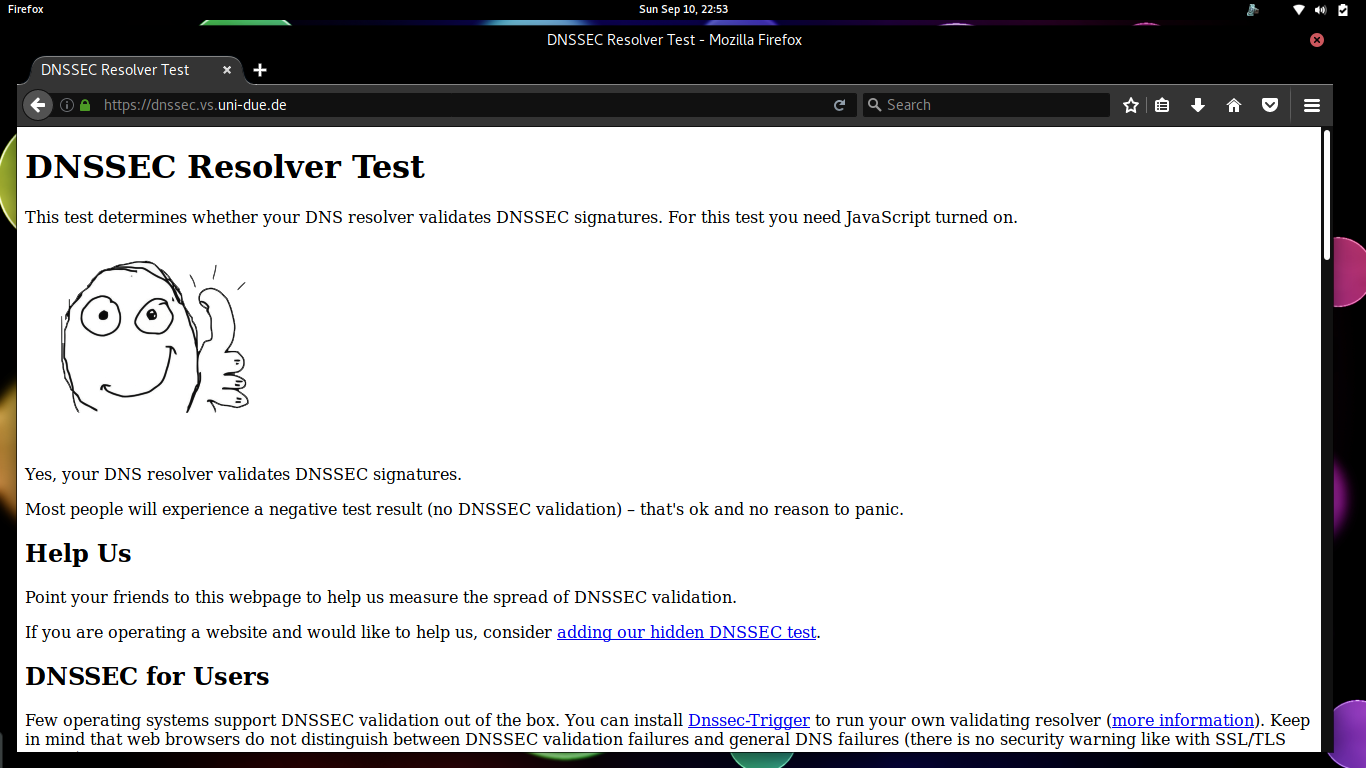 Firefox
Sun Sep 10, 22:53
DNSSEC Resolver Test - Mozilla Firefox
DNSSEC Resolver Test
https://dnssec.vs.uni-due.de
Search
DNSSEC Resolver Test
This test determines whether your DNS resolver validates DNSSEC signatures. For this test you need JavaScript turned on.
Yes, your DNS resolver validates DNSSEC signatures.
Most people will experience a negative test result (no DNSSEC validation) – that's ok and no reason to panic.
Help Us
Point your friends to this webpage to help us measure the spread of DNSSEC validation.
If you are operating a website and would like to help us, consider adding our hidden DNSSEC test.
DNSSEC for Users
Few operating systems support DNSSEC validation out of the box. You can install Dnssec-Trigger to run your own validating resolver (more information). Keep
in mind that web browsers do not distinguish between DNSSEC validation failures and general DNS failures (there is no security warning like with SSL/TLS